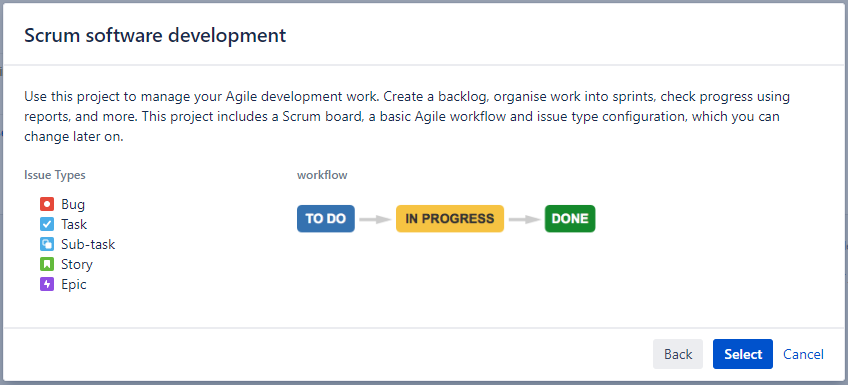 Scrum software development
Use this project to manage your Agile development work. Create a backlog, organise work into sprints, check progress using
reports, and more. This project includes a Scrum board, a basic Agile workflow and issue type configuration, which you can
change later on.
Issue Types
workflow
Bug
Task
Sub-task
Story
Epic
TO DO
IN PROGRESS
DONE
Back
Select
Cancel